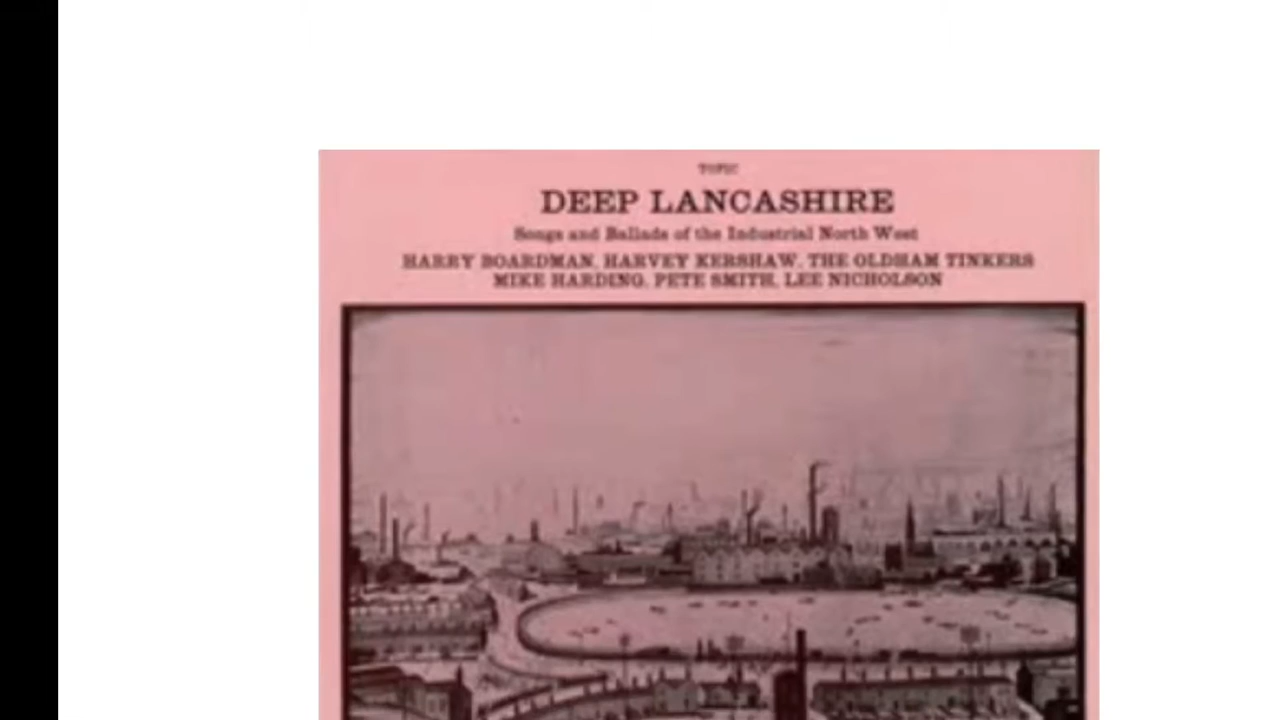 TOPIC
DEEP LANCASHIRE
Songs and Ballads of the Industrial North West
HARRY BOARDMAN, HARVEY KERSHAW, THE OLDHAM TINKERS
MIKE HARDING, PETE SMITH, LEE NICHOLSON